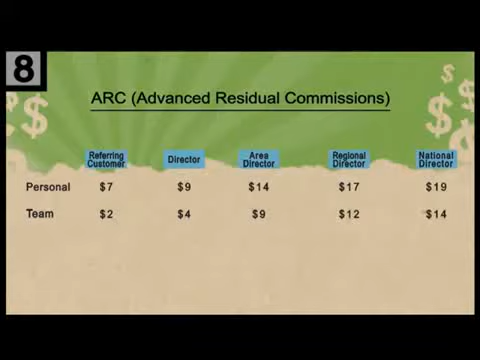 8
ARC (Advanced Residual Commissions)
Referring Customer Director Area Director Regional Director National Director
Personal $7 $9 $14 $17 $19
Team $2 $4 $9 $12 $14